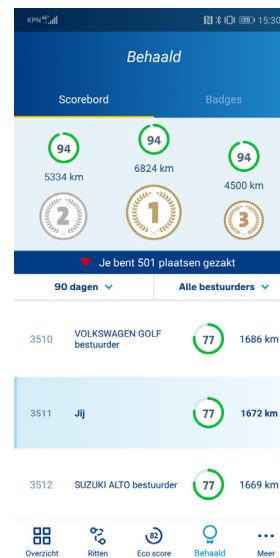 KPN 15:30
Behaald
Scorebord Badges
94 94 94
5334 km 6824 km 4500 km
2 1 3
Je bent 501 plaatsen gezakt
90 dagen Alle bestuurders
3510 VOLKSWAGEN GOLF bestuurder 77 1686 km
3511 Jij 77 1672 km
3512 SUZUKI ALTO bestuurder 77 1669 km
82
Overzicht Ritten Eco score Behaald Meer